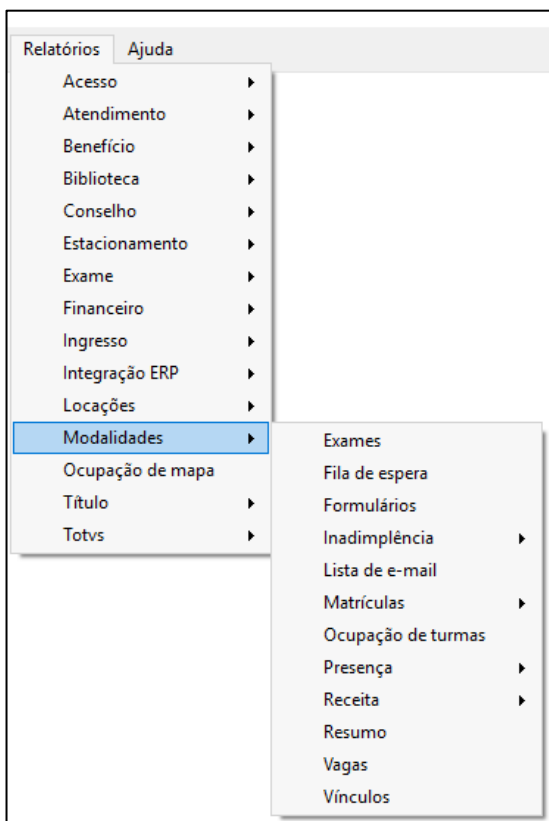 Relatórios Ajuda
Acesso
Atendimento
Benefício
Biblioteca
Conselho
Estacionamento
Exame
Financeiro
Ingresso
Integração ERP
Locações
Modalidades
Ocupação de mapa
Título
Totvs
Exames
Fila de espera
Formulários
Inadimplência
Lista de e-mail
Matrículas
Ocupação de turmas
Presença
Receita
Resumo
Vagas
Vínculos